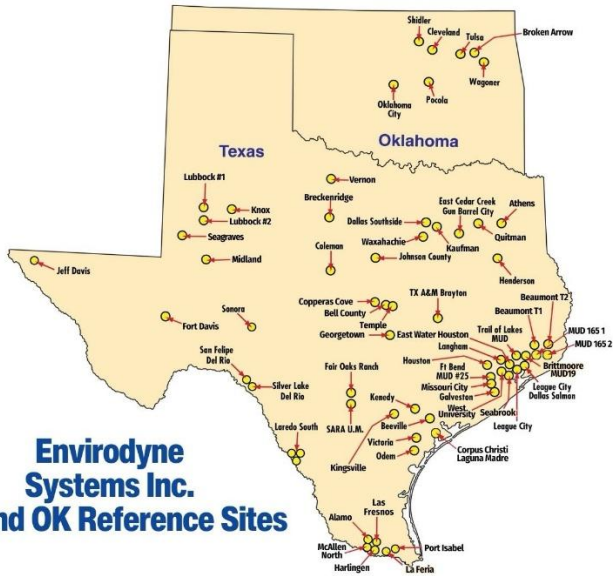 Skidler
Cleveland
Tulsa
Broken Arrow
Wagoner
Oklahoma
City
Pocola
Oklahoma
Texas
Lubbock #1
Knox
Lubbock #2
Seagraves
Midland
Jeff Davis
Fort Davis
Sonora
Vernon
Breckenridge
Coleman
Dallas Southside
Waxahachie
Johnson County
Kaufman
East Cedar Creek
Gun Barrel City
Athens
Quitman
Henderson
TX A&M Brayton
Copperas Cove
Bell County
Temple
Georgetown
East Water Houston
Langham
Trail of Lakes
MUD
Beaumont T1
Beaumont T2
MUD 165 1
MUD 165 2
Brittmoore
MUD19
Houston
Ft Bend
MUD #25
Missouri City
Galveston
West.
University
Seabrook
League City
League City
Dallas Salmon
San Felipe
Del Rio
Silver Lake
Del Rio
Fair Oaks Ranch
SARA U.M.
Kenedy
Beeville
Victoria
Odem
Kingsville
Corpus Christi
Laguna Madre
Laredo South
Las
Fresnos
Alamo
McAllen
North
Harlingen
Port Isabel
La Feria
Envirodyne
Systems Inc.
nd OK Reference Sites